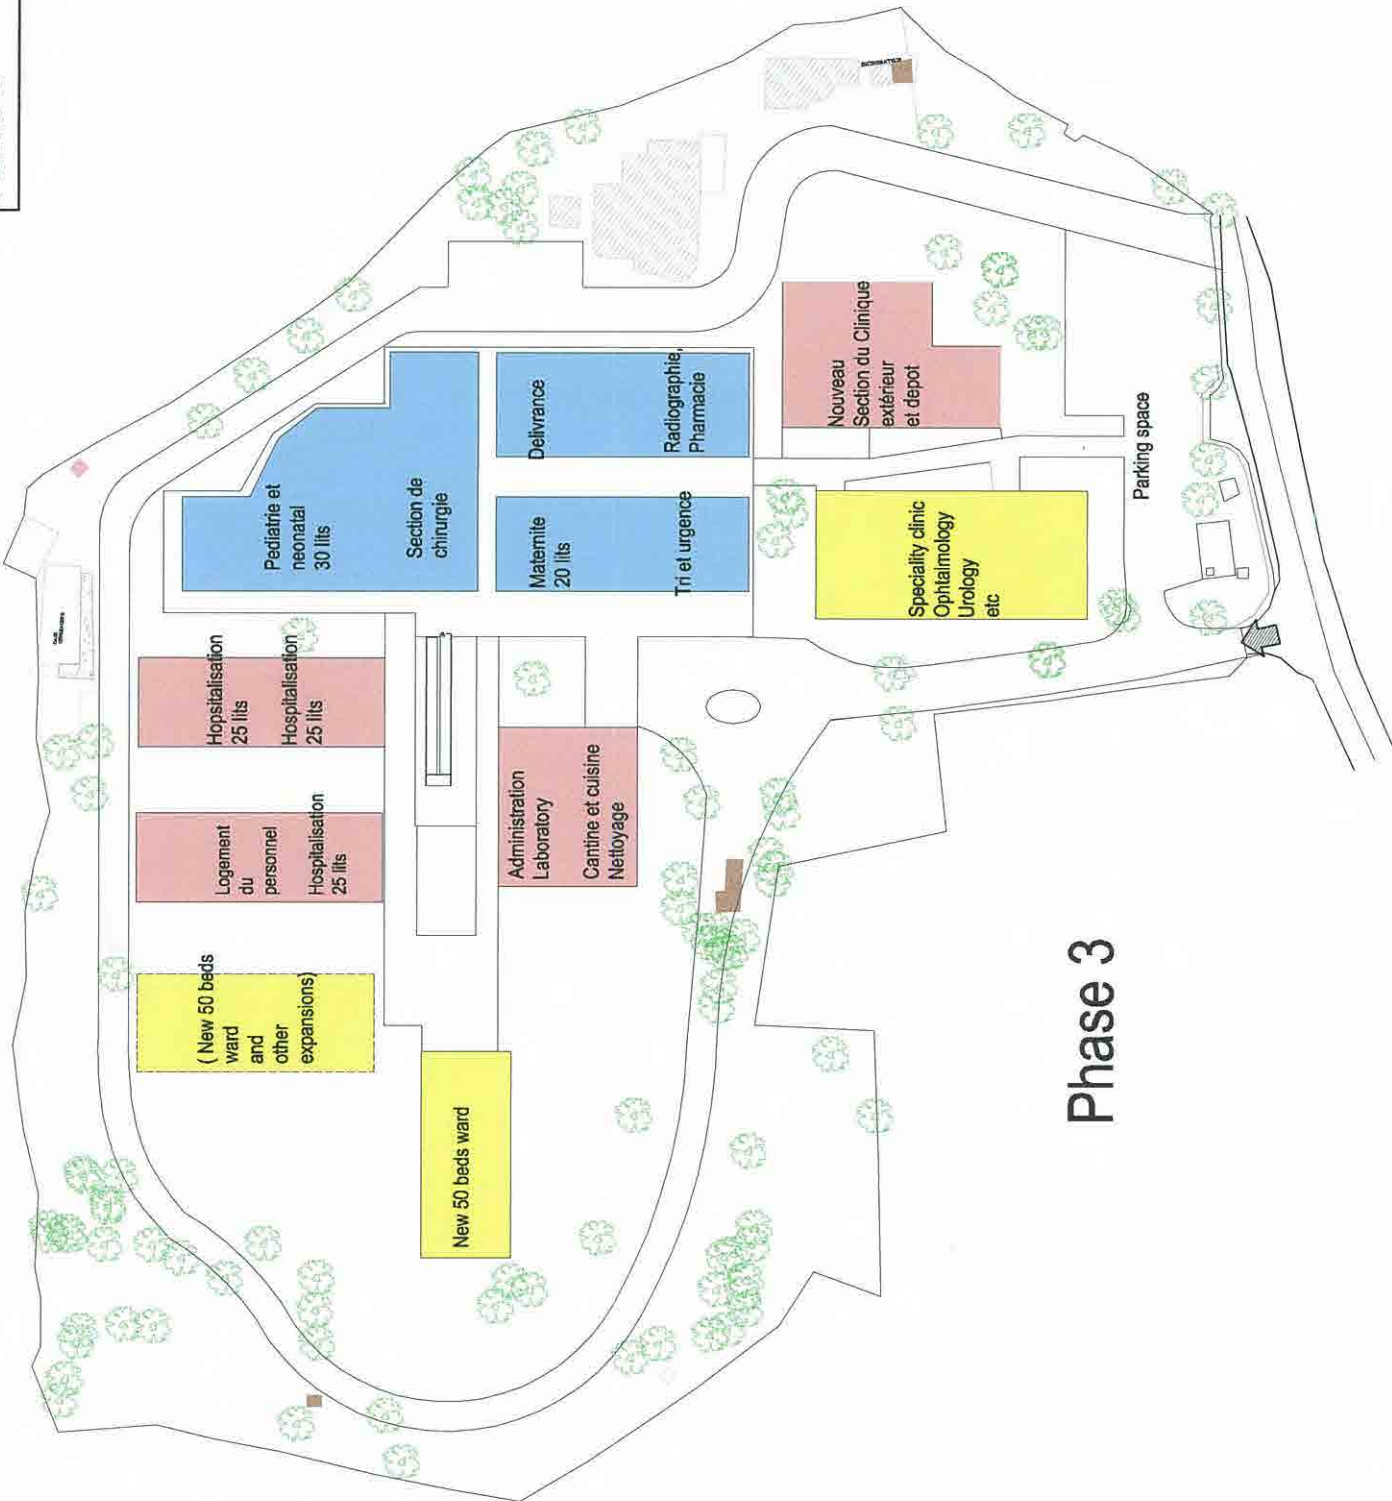 Pediatrie et
neonatal
30 lits
Section de
chirurgie
Delivrance
Radiographie,
Pharmacie
Maternite
20 lits
Tri et urgence
Nouveau
Section du Clinique
extérieur
et depot
Speciality clinic
Ophtalmology
Urology
etc
Parking space
Hopsitalisation
25 lits
Hospitalisation
25 lits
Logement
du
personnel
Hospitalisation
25 lits
Administration
Laboratory
Cantine et cuisine
Nettoyage
( New 50 beds
ward
and
other
expansions)
New 50 beds ward
Phase 3